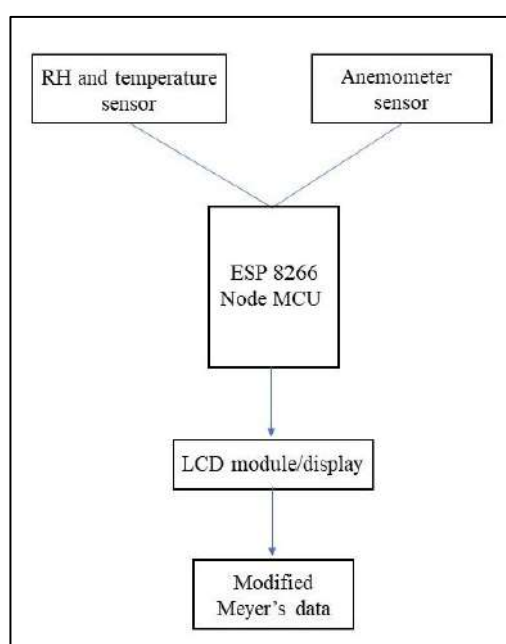 RH and temperature
sensor
Anemometer
sensor
ESP 8266
Node MCU
LCD module/display
Modified
Meyer's data